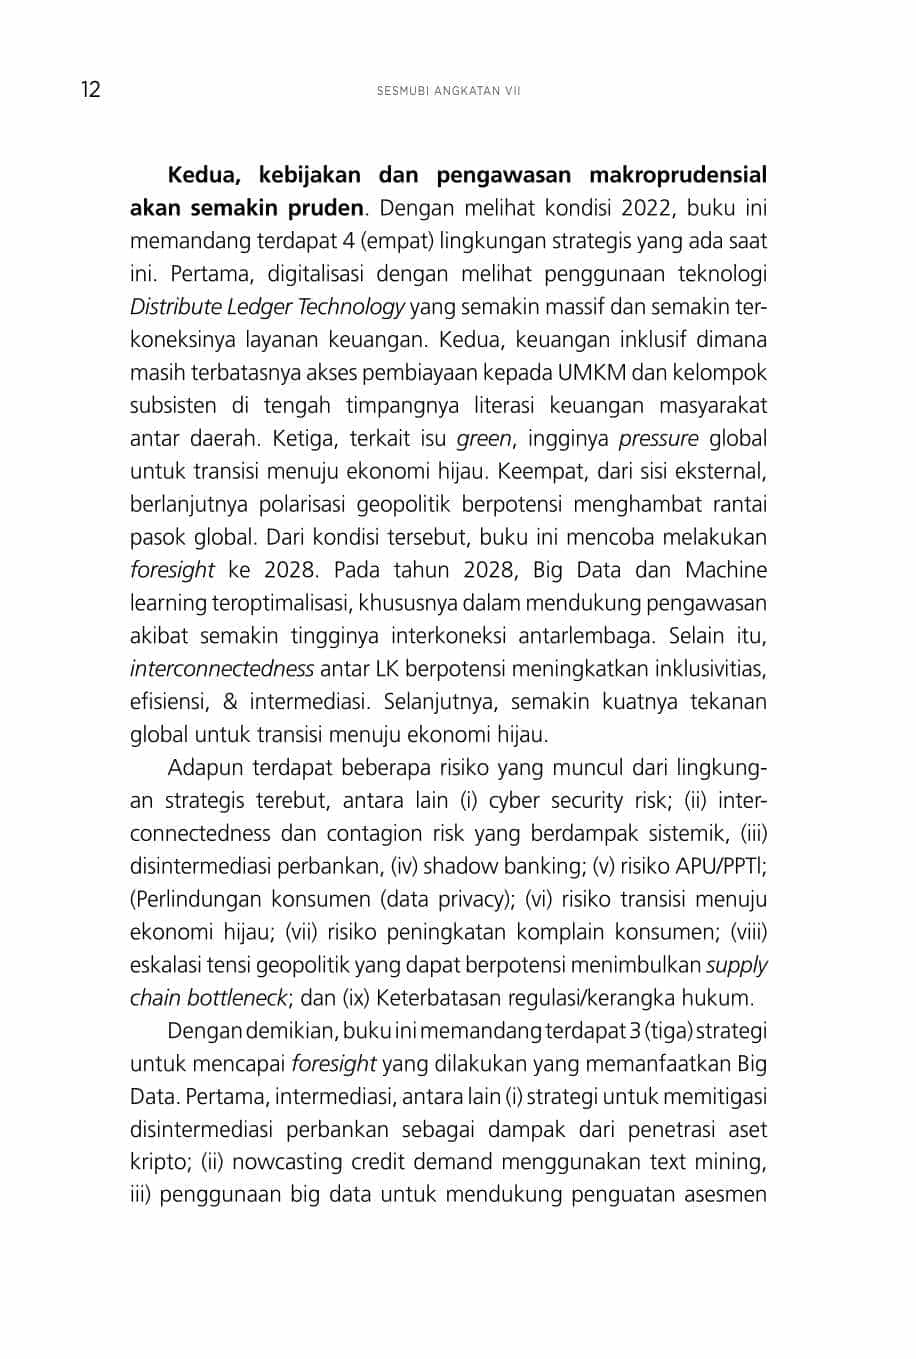 12
SESMUBI ANGKATAN VII
Kedua, kebijakan dan pengawasan makroprudensial
akan semakin pruden. Dengan melihat kondisi 2022, buku ini
memandang terdapat 4 (empat) lingkungan strategis yang ada saat
ini. Pertama, digitalisasi dengan melihat penggunaan teknologi
Distribute Ledger Technology yang semakin massif dan semakin ter-
koneksinya layanan keuangan. Kedua, keuangan inklusif dimana
masih terbatasnya akses pembiayaan kepada UMKM dan kelompok
subsisten di tengah timpangnya literasi keuangan masyarakat
antar daerah. Ketiga, terkait isu green, ingginya pressure global
untuk transisi menuju ekonomi hijau. Keempat, dari sisi eksternal,
berlanjutnya polarisasi geopolitik berpotensi menghambat rantai
pasok global. Dari kondisi tersebut, buku ini mencoba melakukan
foresight ke 2028. Pada tahun 2028, Big Data dan Machine
learning teroptimalisasi, khususnya dalam mendukung pengawasan
akibat semakin tingginya interkoneksi antarlembaga. Selain itu,
interconnectedness antar LK berpotensi meningkatkan inklusivitias,
efisiensi, & intermediasi. Selanjutnya, semakin kuatnya tekanan
global untuk transisi menuju ekonomi hijau.
Adapun terdapat beberapa risiko yang muncul dari lingkung-
an strategis terebut, antara lain (i) cyber security risk; (ii) inter-
connectedness dan contagion risk yang berdampak sistemik, (iii)
disintermediasi perbankan, (iv) shadow banking; (v) risiko APU/PPTl;
(Perlindungan konsumen (data privacy); (vi) risiko transisi menuju
ekonomi hijau; (vii) risiko peningkatan komplain konsumen; (viii)
eskalasi tensi geopolitik yang dapat berpotensi menimbulkan supply
chain bottleneck; dan (ix) Keterbatasan regulasi/kerangka hukum.
Dengan demikian, buku ini memandang terdapat 3 (tiga) strategi
untuk mencapai foresight yang dilakukan yang memanfaatkan Big
Data. Pertama, intermediasi, antara lain (i) strategi untuk memitigasi
disintermediasi perbankan sebagai dampak dari penetrasi aset
kripto; (ii) nowcasting credit demand menggunakan text mining,
iii) penggunaan big data untuk mendukung penguatan asesmen